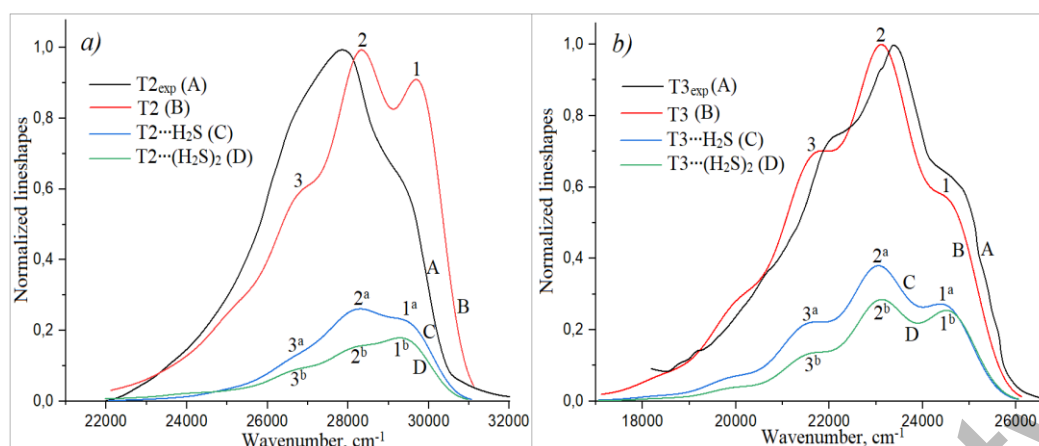 a)
T2exp (A)
T2 (B)
T2···H₂S (C)
T2···(H₂S)₂ (D)
1,0
0,8
0,6
0,4
0,2
0,0
Normalized lineshapes
2
1
3
A
B
2ᵃ
1ᵃ
C
3ᵃ
2ᵇ
1ᵇ
D
3ᵇ
22000 24000 26000 28000 30000 32000
Wavenumber, cm⁻¹
b)
T3exp (A)
T3 (B)
T3···H₂S (C)
T3···(H₂S)₂ (D)
1,0
0,8
0,6
0,4
0,2
0,0
Normalized lineshapes
2
3
1
A
B
2ᵃ
C
1ᵃ
3ᵃ
2ᵇ
1ᵇ
D
3ᵇ
18000 20000 22000 24000 26000
Wavenumber, cm⁻¹